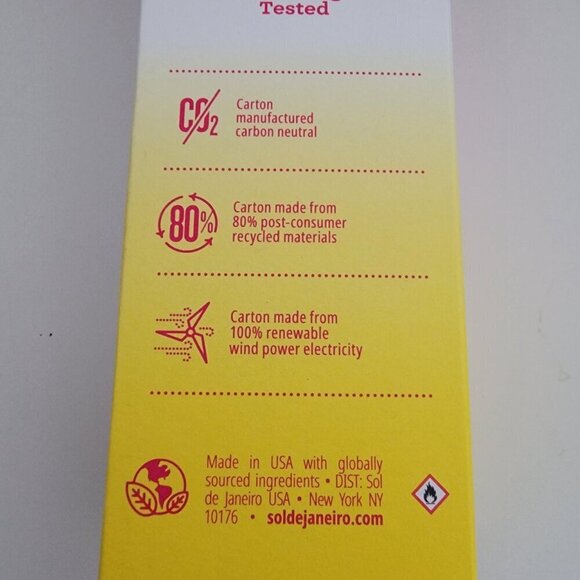 Tested
CO2
Carton
manufactured
carbon neutral
80%
Carton made from
80% post-consumer
recycled materials
Carton made from
100% renewable
wind power electricity
Made in USA with globally
sourced ingredients • DIST: Sol
de Janeiro USA • New York NY
10176 • soldejaneiro.com